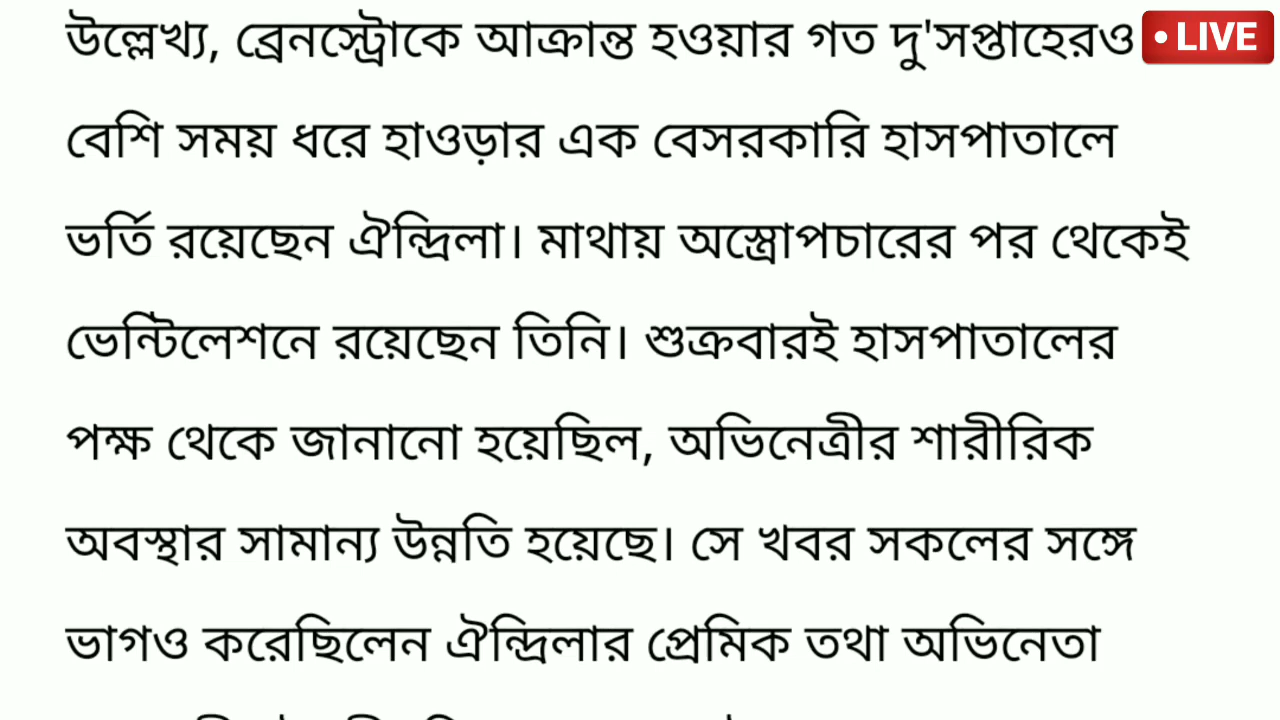 উল্লেখ্য, ব্রেনস্ট্রোকে আক্রান্ত হওয়ার গত দু'সপ্তাহেরও
• LIVE
বেশি সময় ধরে হাওড়ার এক বেসরকারি হাসপাতালে
ভর্তি রয়েছেন ঐন্দ্রিলা। মাথায় অস্ত্রোপচারের পর থেকেই
ভেন্টিলেশনে রয়েছেন তিনি। শুক্রবারই হাসপাতালের
পক্ষ থেকে জানানো হয়েছিল, অভিনেত্রীর শারীরিক
অবস্থার সামান্য উন্নতি হয়েছে। সে খবর সকলের সঙ্গে
ভাগও করেছিলেন ঐন্দ্রিলার প্রেমিক তথা অভিনেতা